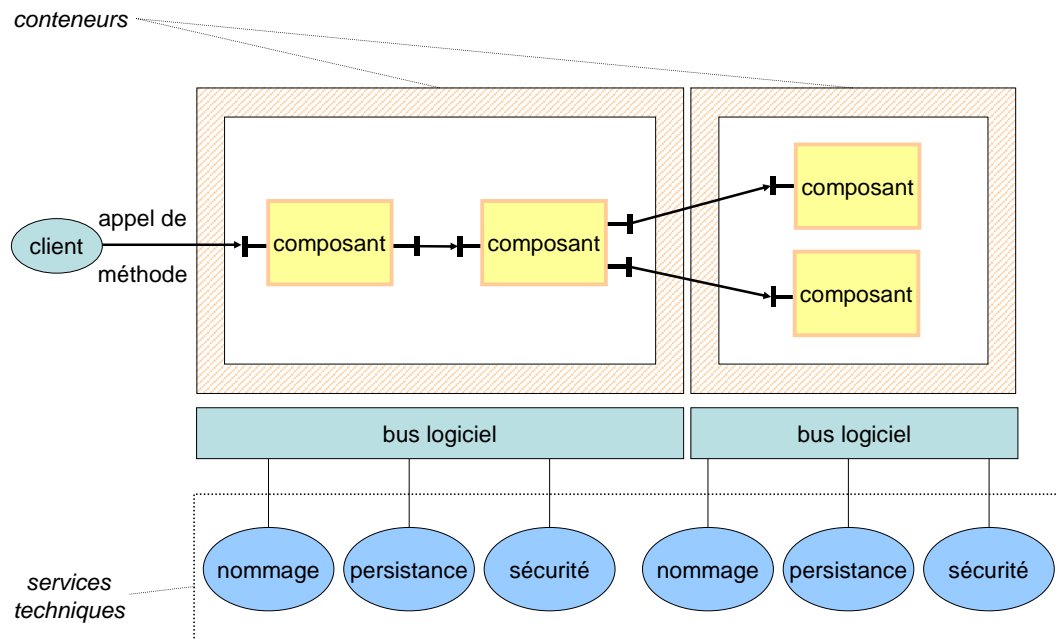 conteneurs
composant
appel de
client
composant
composant
méthode
composant
bus logiciel
bus logiciel
nommage
persistance
sécurité
nommage
persistance
sécurité
services
techniques